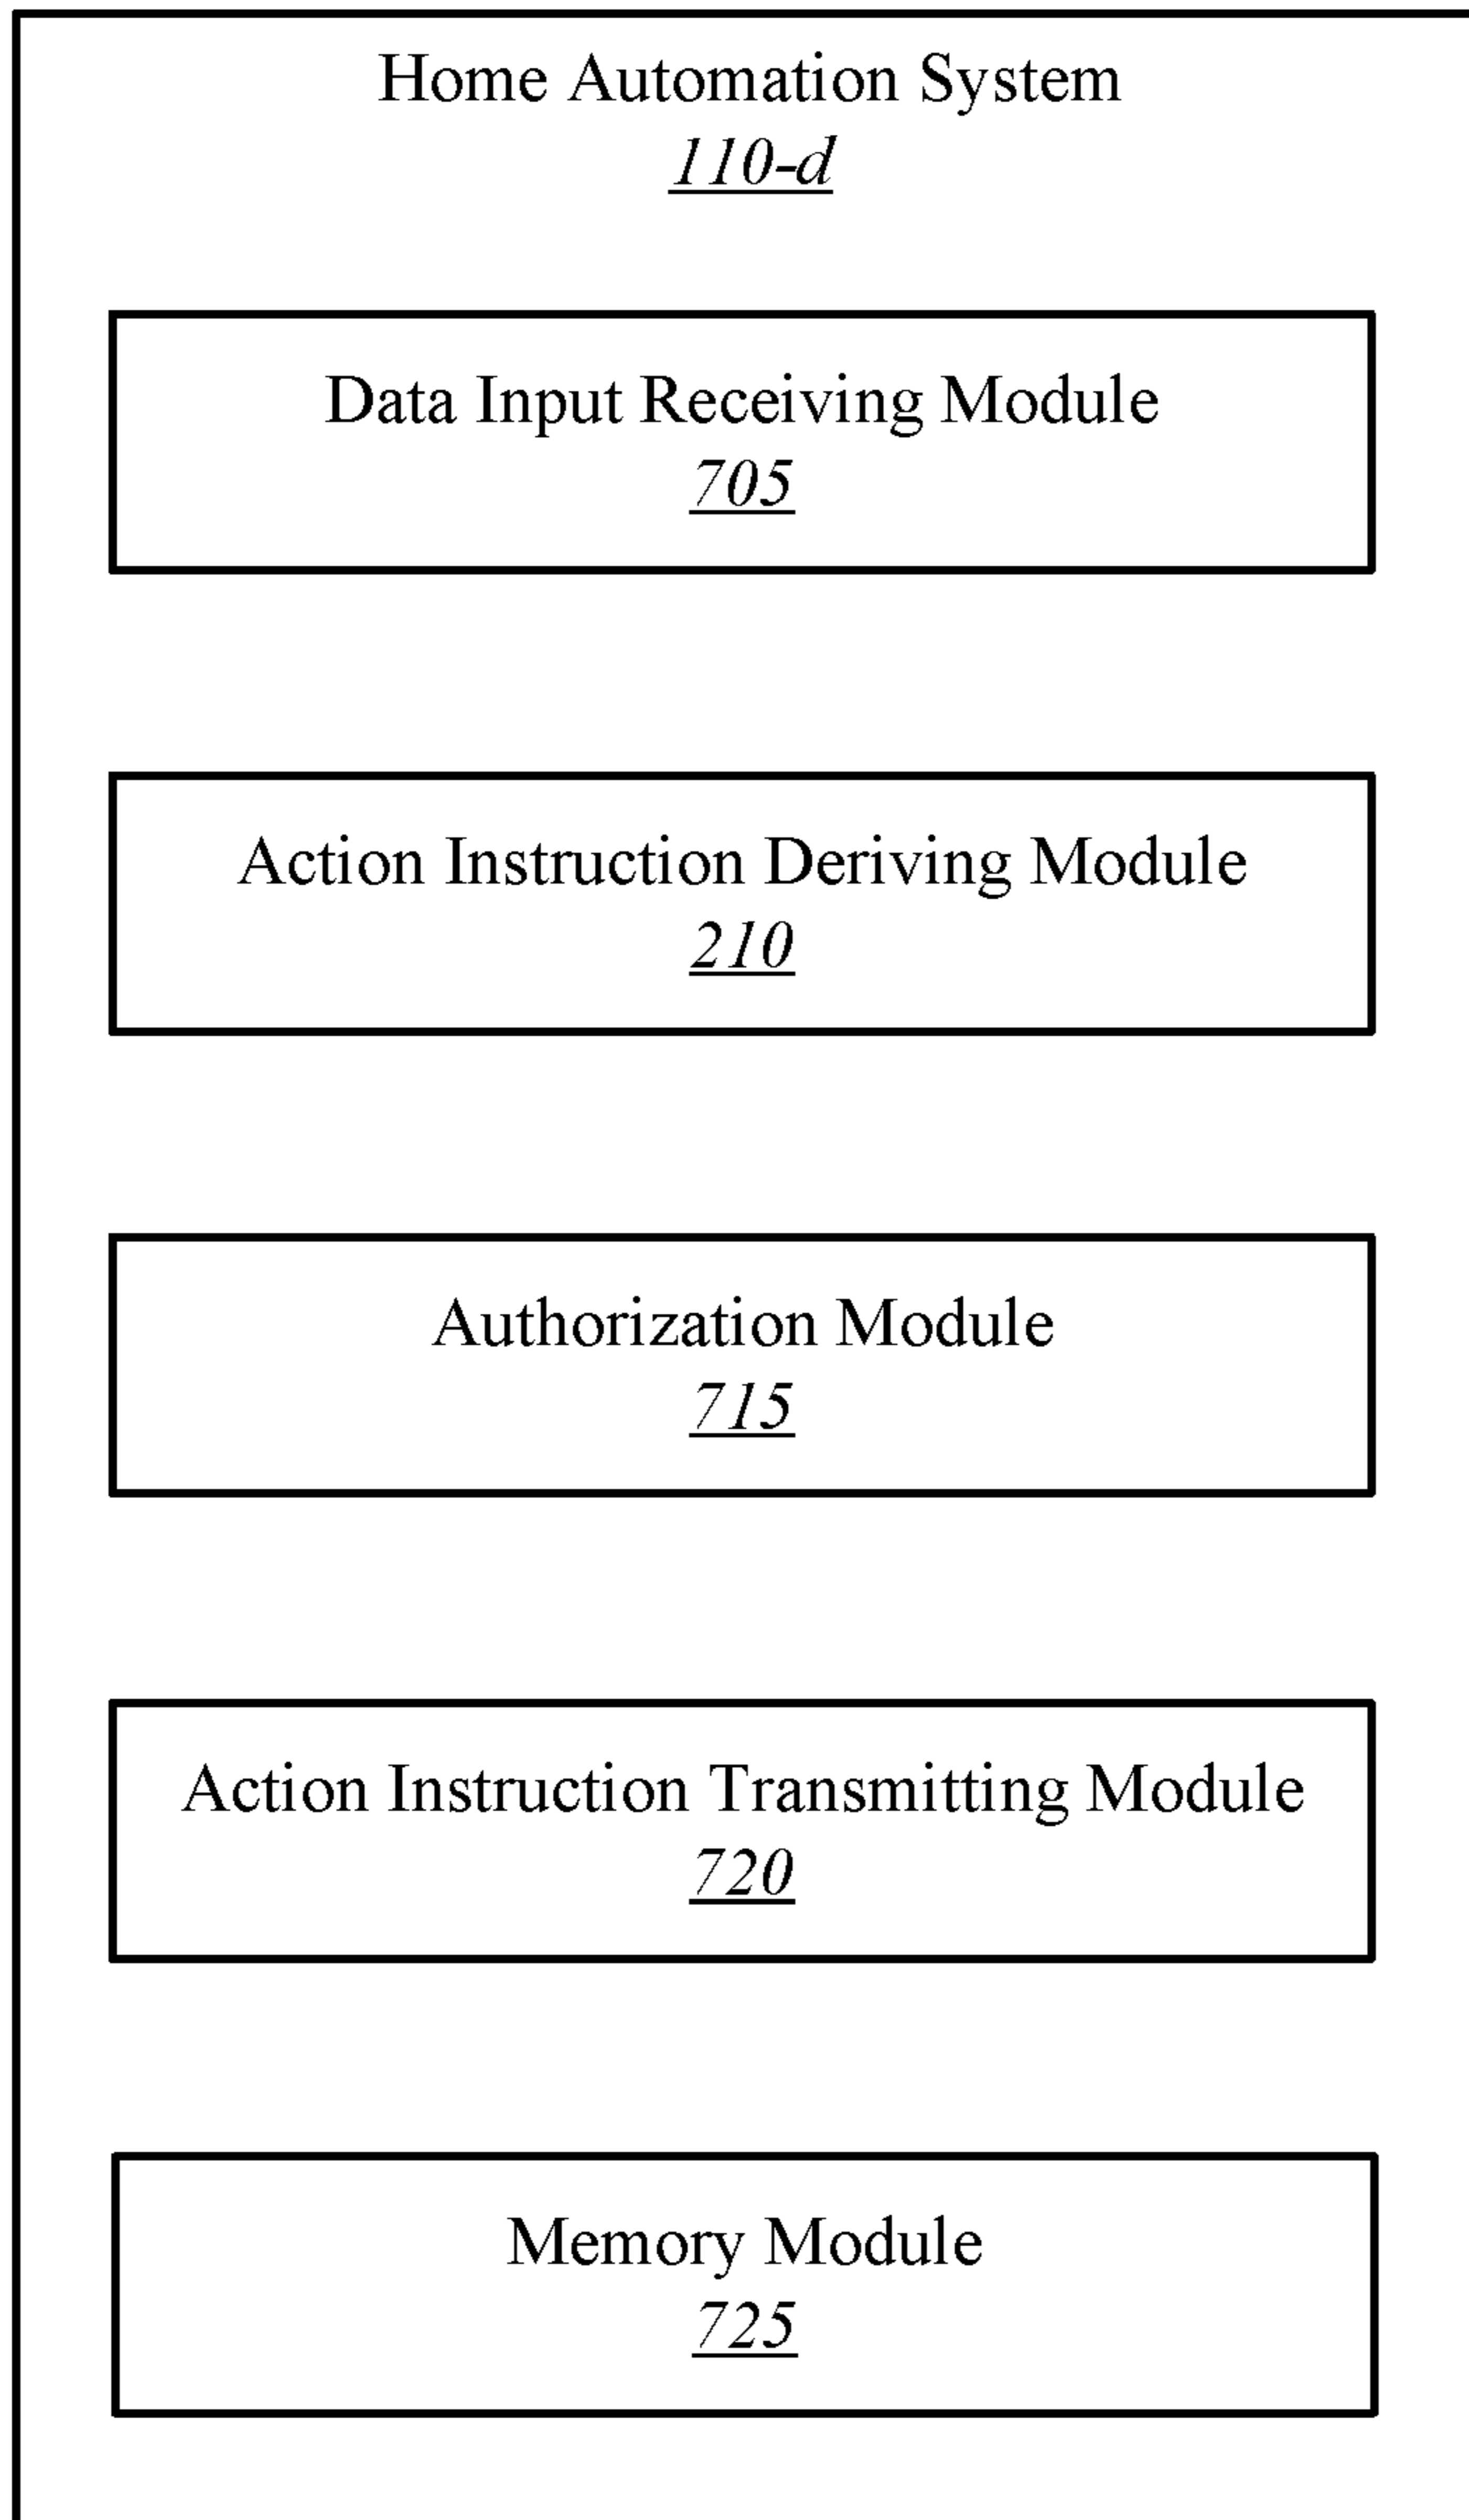 Home Automation System
110-d
Data Input Receiving Module
705
Action Instruction Deriving Module
210
Authorization Module
715
Action Instruction Transmitting Module
720
Memory Module
725